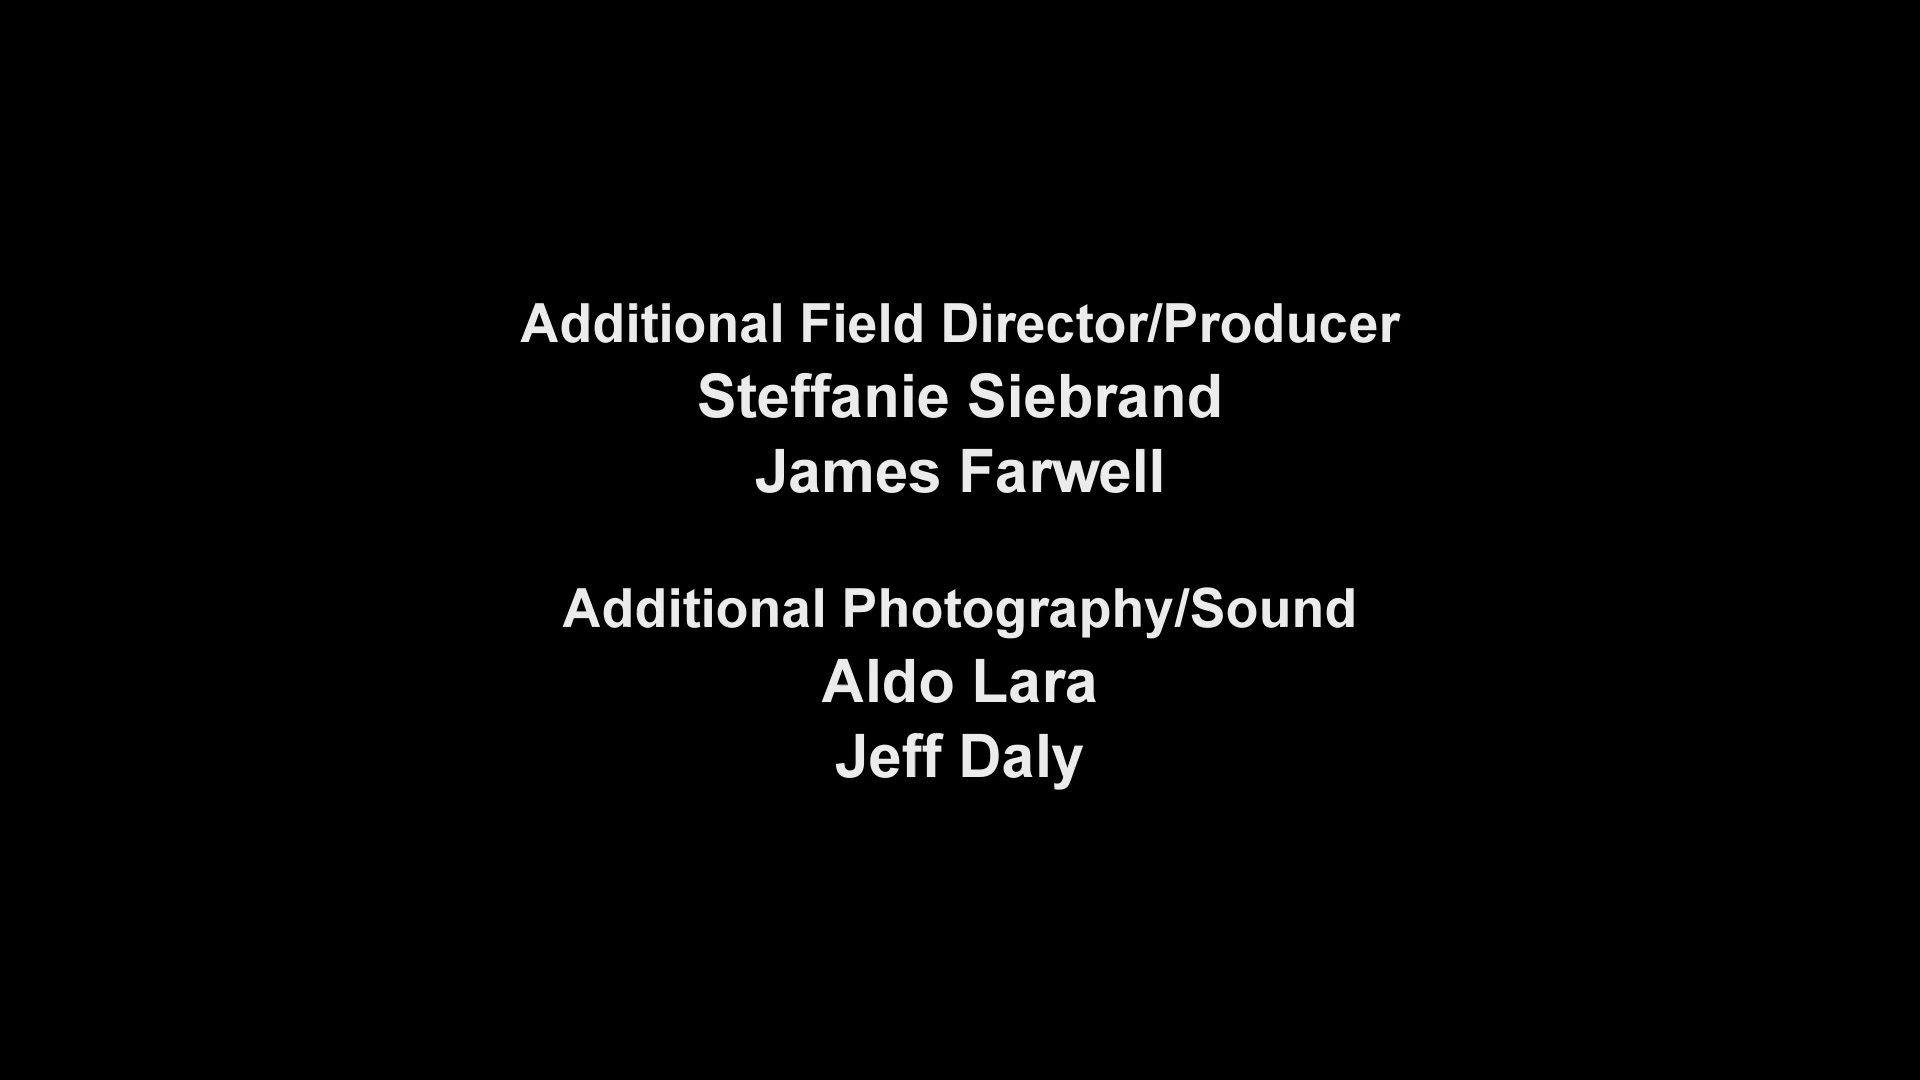 Additional Field Director/Producer
Steffanie Siebrand
James Farwell
Additional Photography/Sound
Aldo Lara
Jeff Daly